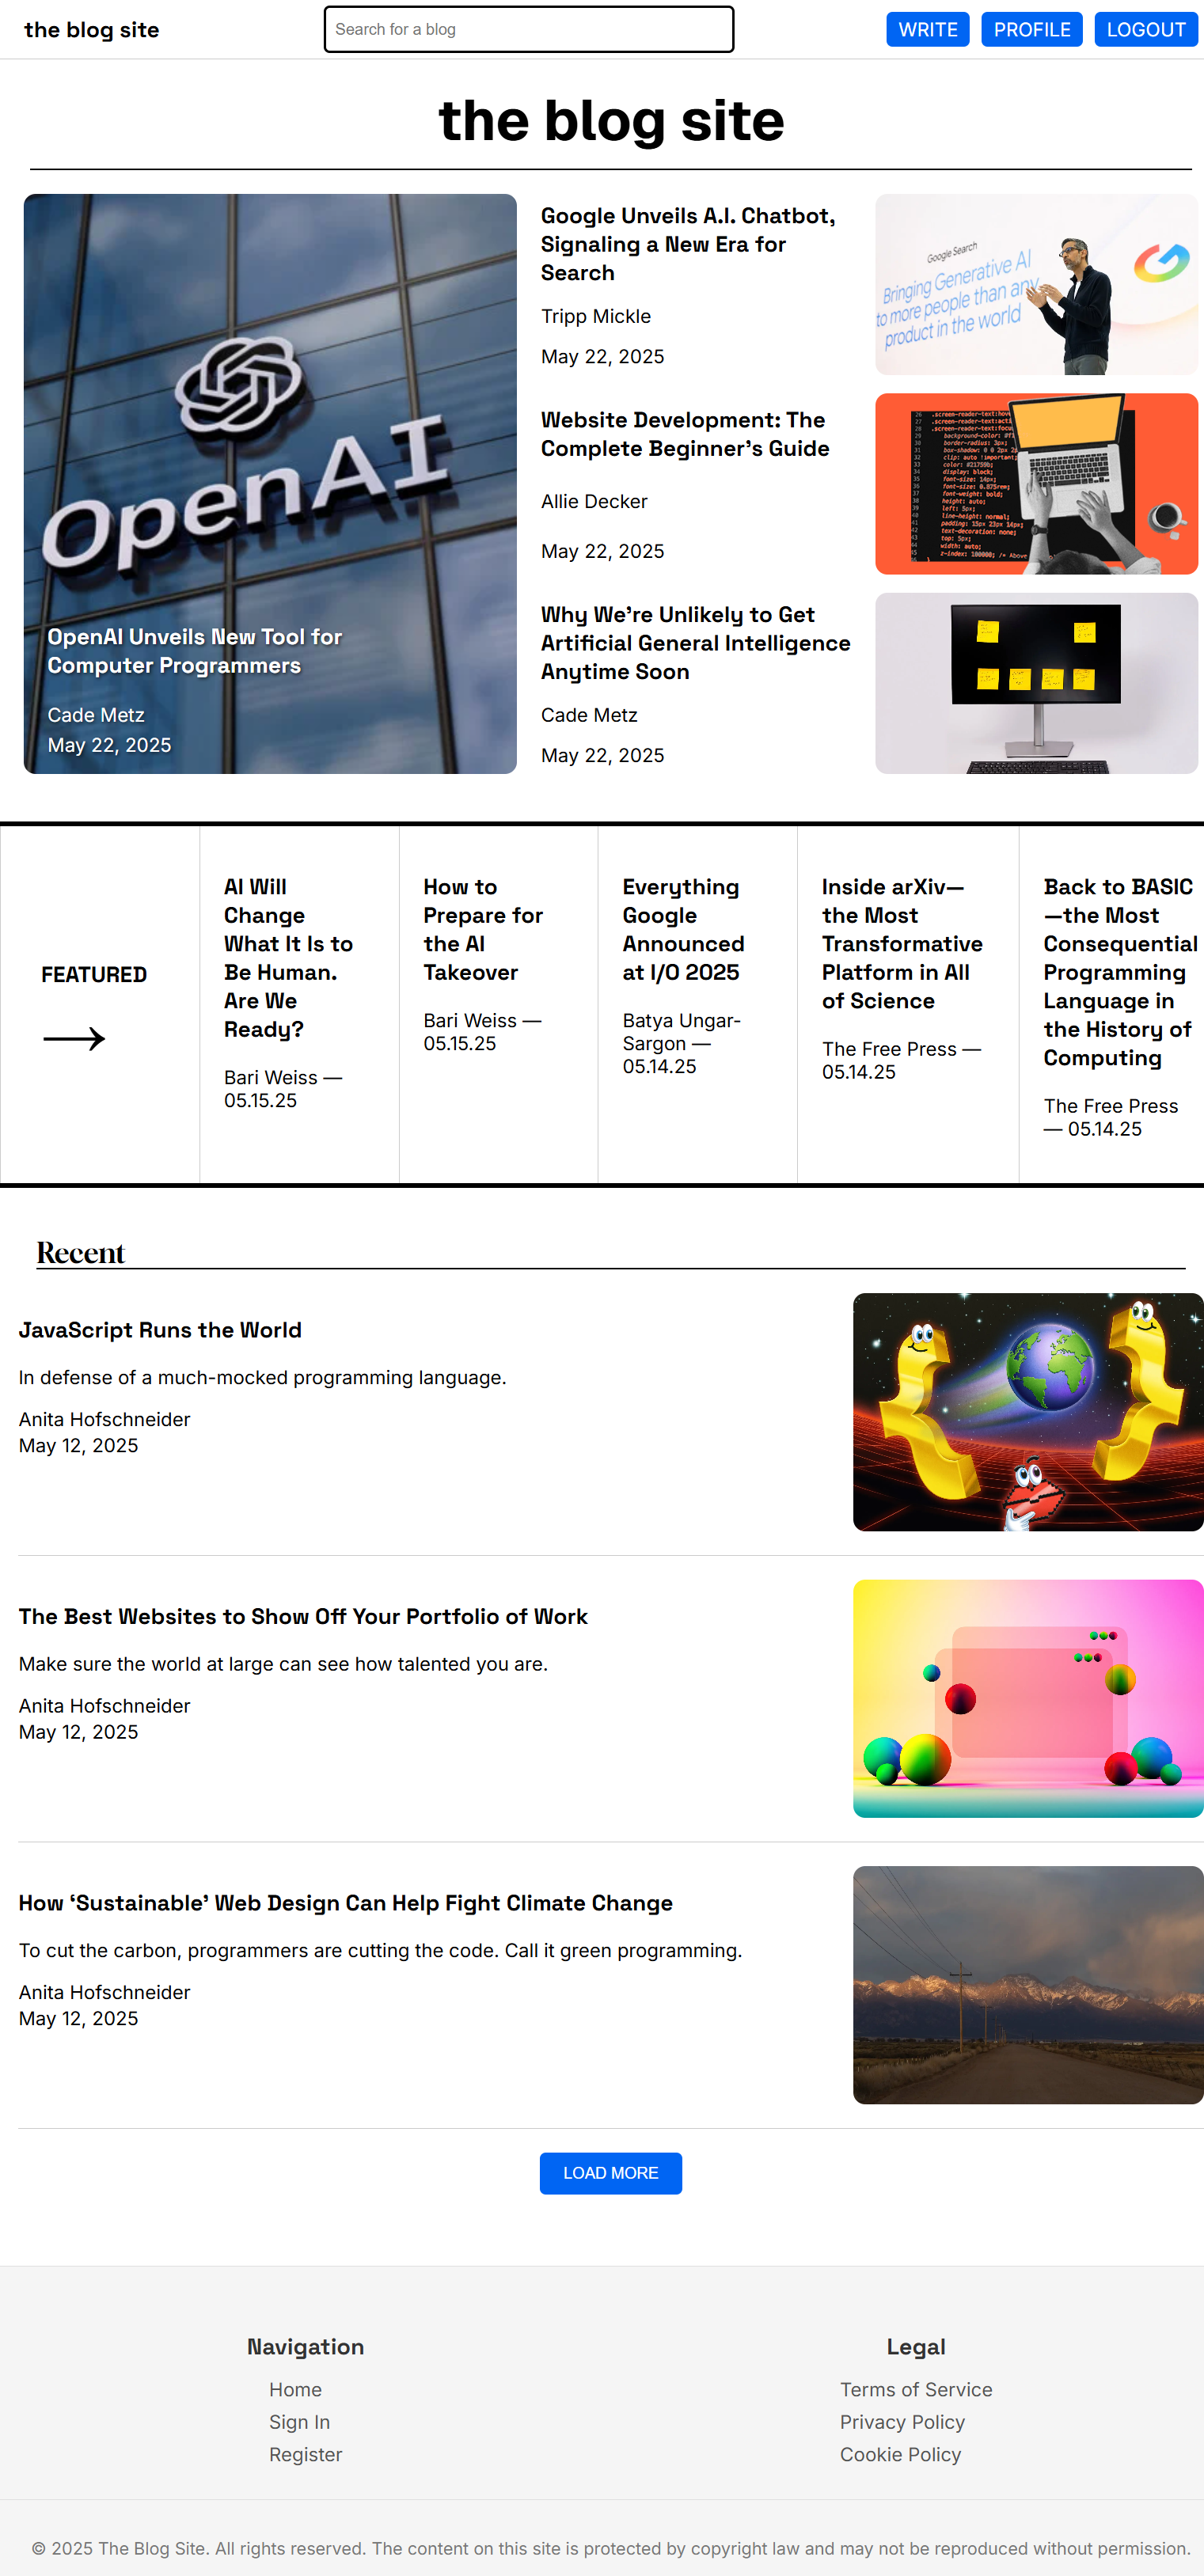 the blog site
Search for a blog
WRITE
PROFILE
LOGOUT
the blog site
OpenAI
OpenAI Unveils New Tool for
Computer Programmers
Cade Metz
May 22, 2025
Google Unveils A.I. Chatbot,
Signaling a New Era for
Search
Tripp Mickle
May 22, 2025
Google Search
Bringing Generative AI
to more people than any
product in the world
Website Development: The
Complete Beginner’s Guide
Allie Decker
May 22, 2025
Why We’re Unlikely to Get
Artificial General Intelligence
Anytime Soon
Cade Metz
May 22, 2025
FEATURED
AI Will
Change
What It Is to
Be Human.
Are We
Ready?
Bari Weiss —
05.15.25
How to
Prepare for
the AI
Takeover
Bari Weiss —
05.15.25
Everything
Google
Announced
at I/O 2025
Batya Ungar-
Sargon —
05.14.25
Inside arXiv—
the Most
Transformative
Platform in All
of Science
The Free Press —
05.14.25
Back to BASIC
—the Most
Consequential
Programming
Language in
the History of
Computing
The Free Press
— 05.14.25
Recent
JavaScript Runs the World
In defense of a much-mocked programming language.
Anita Hofschneider
May 12, 2025
The Best Websites to Show Off Your Portfolio of Work
Make sure the world at large can see how talented you are.
Anita Hofschneider
May 12, 2025
How ‘Sustainable’ Web Design Can Help Fight Climate Change
To cut the carbon, programmers are cutting the code. Call it green programming.
Anita Hofschneider
May 12, 2025
LOAD MORE
Navigation
Home
Sign In
Register
Legal
Terms of Service
Privacy Policy
Cookie Policy
© 2025 The Blog Site. All rights reserved. The content on this site is protected by copyright law and may not be reproduced without permission.